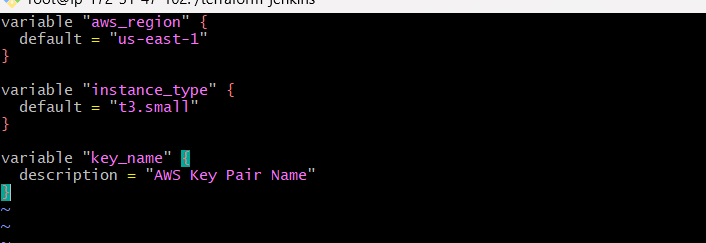 root@ip-172-31-47-102:~/terraform-jenkins
variable "aws_region" {
  default = "us-east-1"
}
variable "instance_type" {
  default = "t3.small"
}
variable "key_name" {
  description = "AWS Key Pair Name"
}
~
~
~